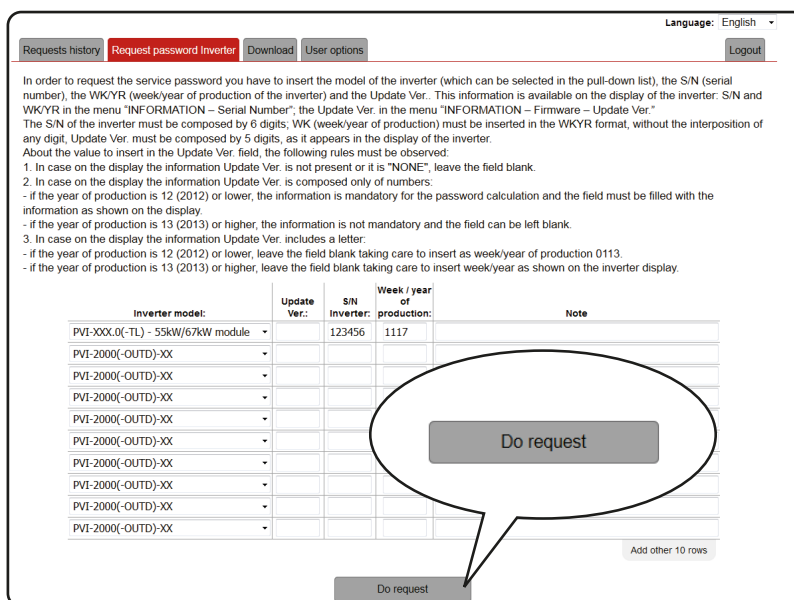 Language: English
Requests history Request password Inverter Download User options Logout
In order to request the service password you have to insert the model of the inverter (which can be selected in the pull-down list), the S/N (serial
number), the WK/YR (week/year of production of the inverter) and the Update Ver.. This information is available on the display of the inverter: S/N and
WK/YR in the menu "INFORMATION – Serial Number"; the Update Ver. in the menu "INFORMATION – Firmware – Update Ver."
The S/N of the inverter must be composed by 6 digits; WK (week/year of production) must be inserted in the WKYR format, without the interposition of
any digit, Update Ver. must be composed by 5 digits, as it appears in the display of the inverter.
About the value to insert in the Update Ver. field, the following rules must be observed:
1. In case on the display the information Update Ver. is not present or it is "NONE", leave the field blank.
2. In case on the display the information Update Ver. is composed only of numbers:
- if the year of production is 12 (2012) or lower, the information is mandatory for the password calculation and the field must be filled with the
information as shown on the display.
- if the year of production is 13 (2013) or higher, the information is not mandatory and the field can be left blank.
3. In case on the display the information Update Ver. includes a letter:
- if the year of production is 12 (2012) or lower, leave the field blank taking care to insert as week/year of production 0113.
- if the year of production is 13 (2013) or higher, leave the field blank taking care to insert week/year as shown on the inverter display.
Inverter model: Update Ver.: S/N Inverter: Week / year of production: Note
PVI-XXX.0(-TL) - 55kW/67kW module 123456 1117
PVI-2000(-OUTD)-XX
PVI-2000(-OUTD)-XX
PVI-2000(-OUTD)-XX
PVI-2000(-OUTD)-XX
PVI-2000(-OUTD)-XX
PVI-2000(-OUTD)-XX
PVI-2000(-OUTD)-XX
PVI-2000(-OUTD)-XX
PVI-2000(-OUTD)-XX
Do request
Add other 10 rows
Do request